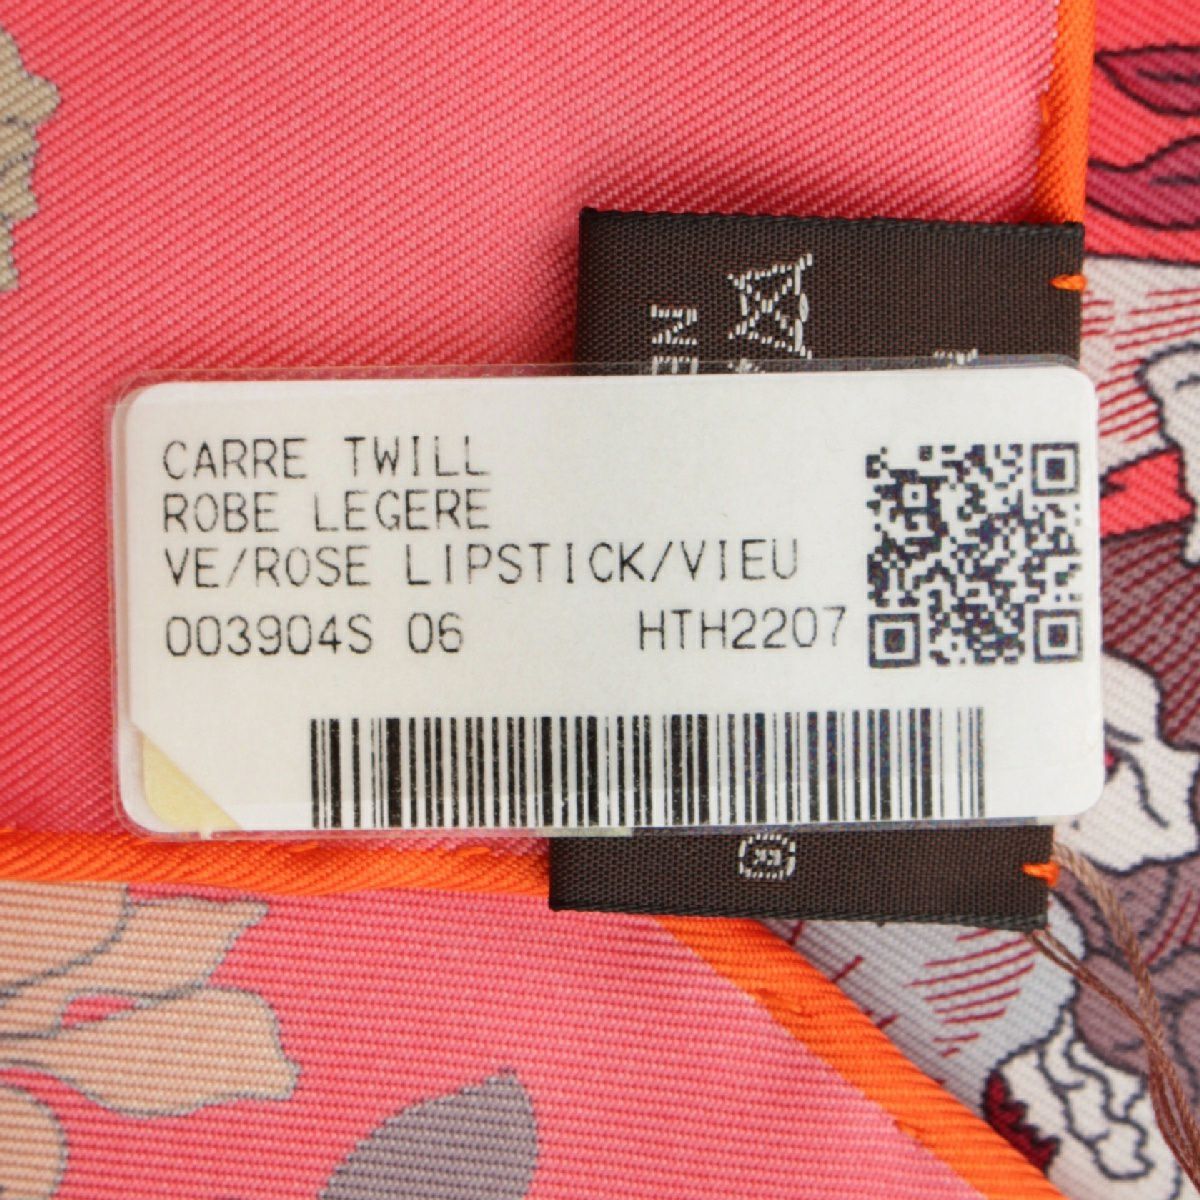 CARRE TWILL
ROBE LEGERE
VE/ROSE LIPSTICK/VIEU
003904S 06 HTH2207